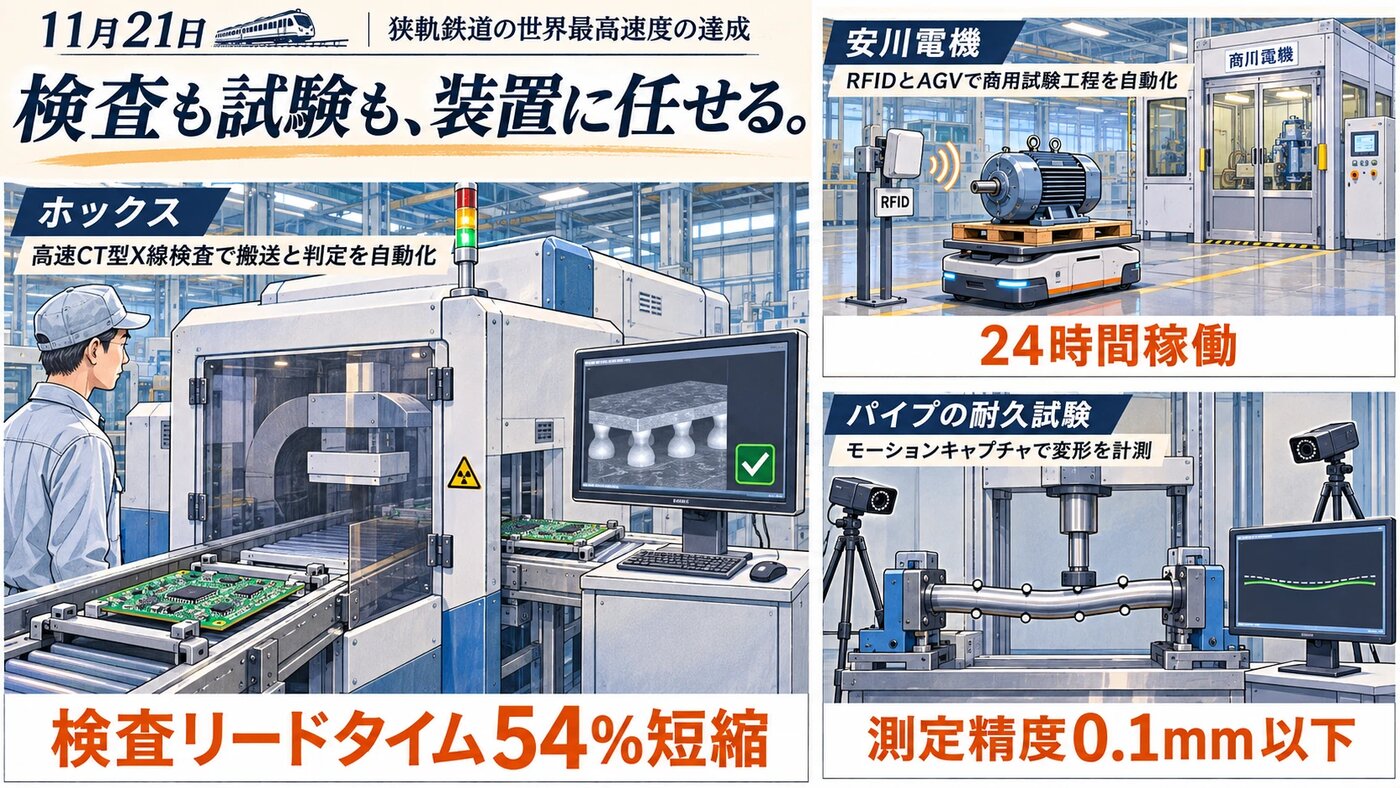 11月21日
狭軌鉄道の世界最高速度の達成
検査も試験も、装置に任せる。
ホックス
高速CT型X線検査で搬送と判定を自動化
検査リードタイム54%短縮
安川電機
RFIDとAGVで商用試験工程を自動化
商川電機
RFID
24時間稼働
パイプの耐久試験
モーションキャプチャで変形を計測
測定精度0.1mm以下